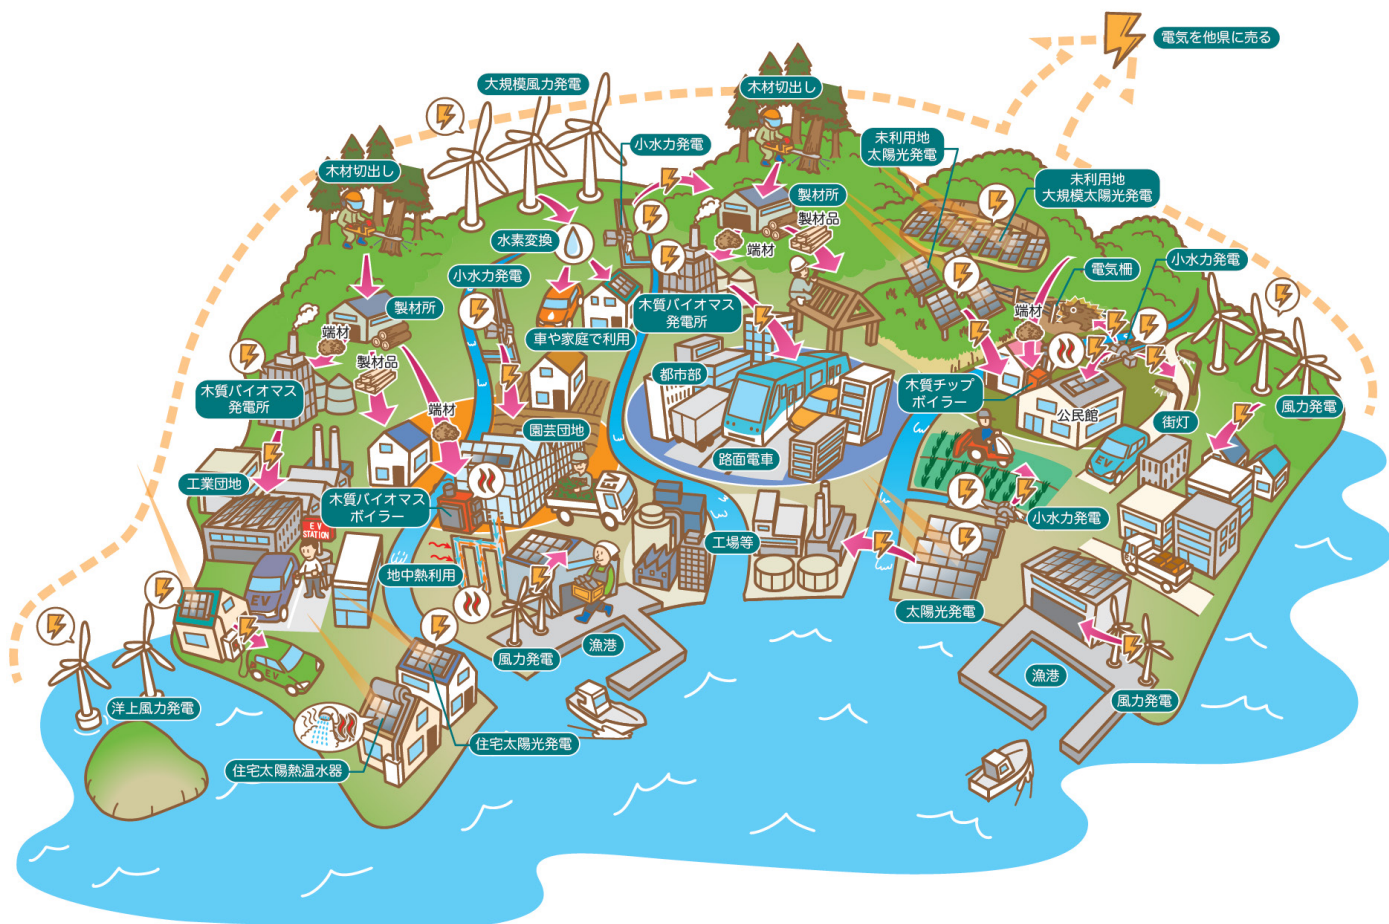 電気を他県に売る
大規模風力発電
木材切出し
小水力発電
未利用地
太陽光発電
木材切出し
未利用地
大規模太陽光発電
製材所
製材品
水素変換
端材
電気柵
小水力発電
小水力発電
製材所
端材
木質バイオマス
発電所
端材
車や家庭で利用
製材品
都市部
木質チップ
ボイラー
公民館
街灯
風力発電
木質バイオマス
発電所
端材
園芸団地
路面電車
EV
工業団地
木質バイオマス
ボイラー
EV
STATION
小水力発電
工場等
地中熱利用
EV
太陽光発電
漁港
風力発電
EV
漁港
風力発電
洋上風力発電
住宅太陽光発電
住宅太陽熱温水器